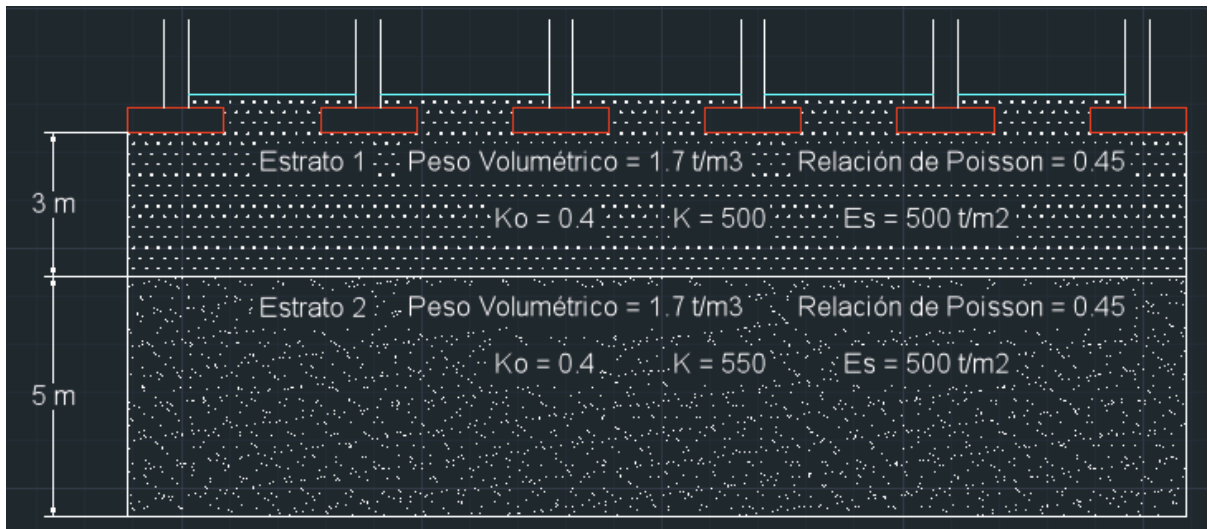 Estrato 1 Peso Volumétrico = 1.7 t/m3 Relación de Poisson = 0.45
3 m
Ko = 0.4 K = 500 Es = 500 t/m2
Estrato 2 Peso Volumétrico = 1.7 t/m3 Relación de Poisson = 0.45
Ko = 0.4 K = 550 Es = 500 t/m2
5 m